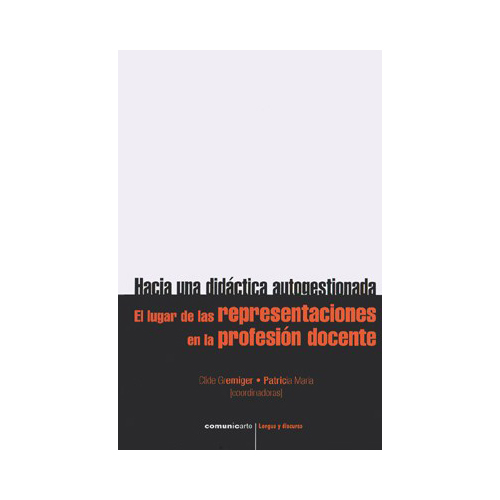 Hacia una didáctica autogestionada
El lugar de las representaciones
en la profesión docente
Cilde Gremiger • Patricia Maria
[coordinadoras]
comunicarte Lengua y discurso